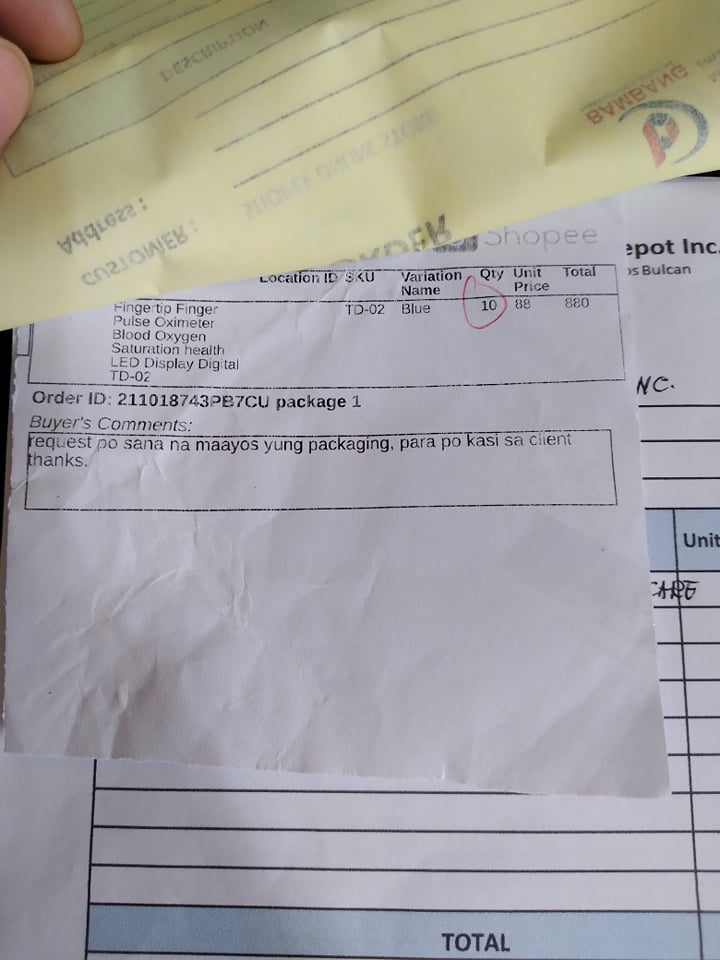 DESCRIPTION
BAMBANG
SHOPEE ONLINE STORE
Address :
CUSTOMER :
ORDER
Shopee
epot Inc.
os Bulcan
Location ID SKU Variation Name Qty Unit Price Total
Fingertip Finger TD-02 Blue 10 88 880
Pulse Oximeter
Blood Oxygen
Saturation health
LED Display Digital
TD-02
NC.
Order ID: 211018743PB7CU package 1
Buyer's Comments:
request po sana na maayos yung packaging, para po kasi sa client
thanks.
Unit
CARE
TOTAL